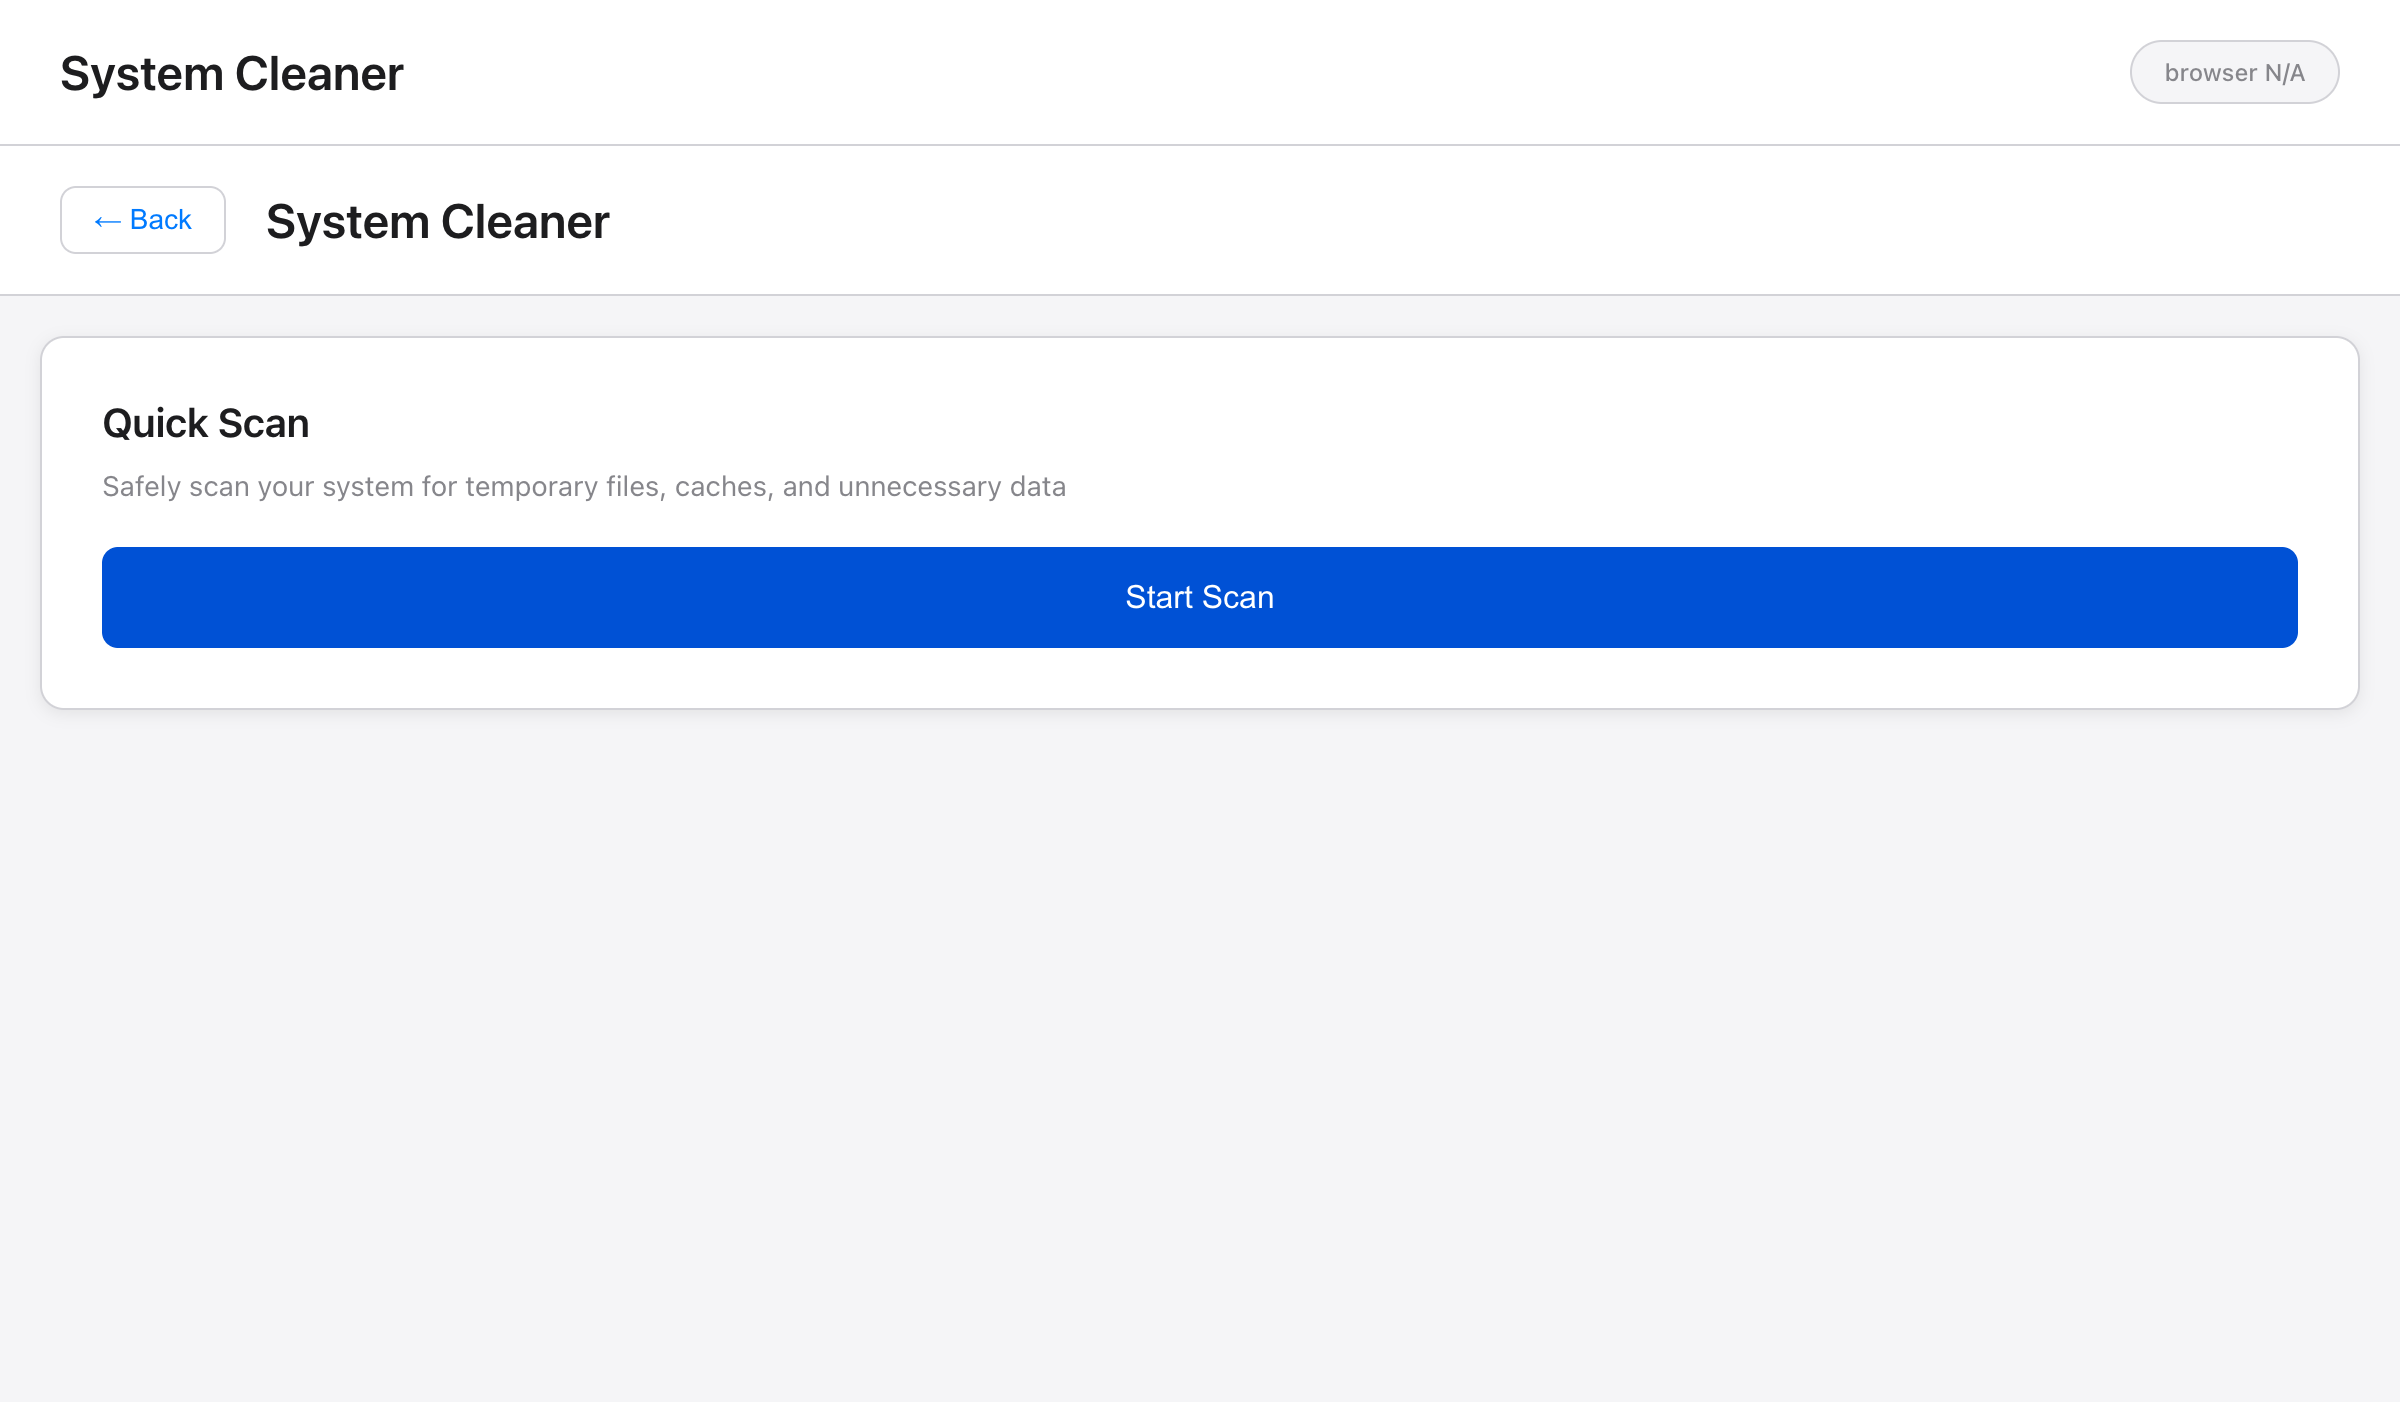 System Cleaner
browser N/A
← Back
System Cleaner
Quick Scan
Safely scan your system for temporary files, caches, and unnecessary data
Start Scan